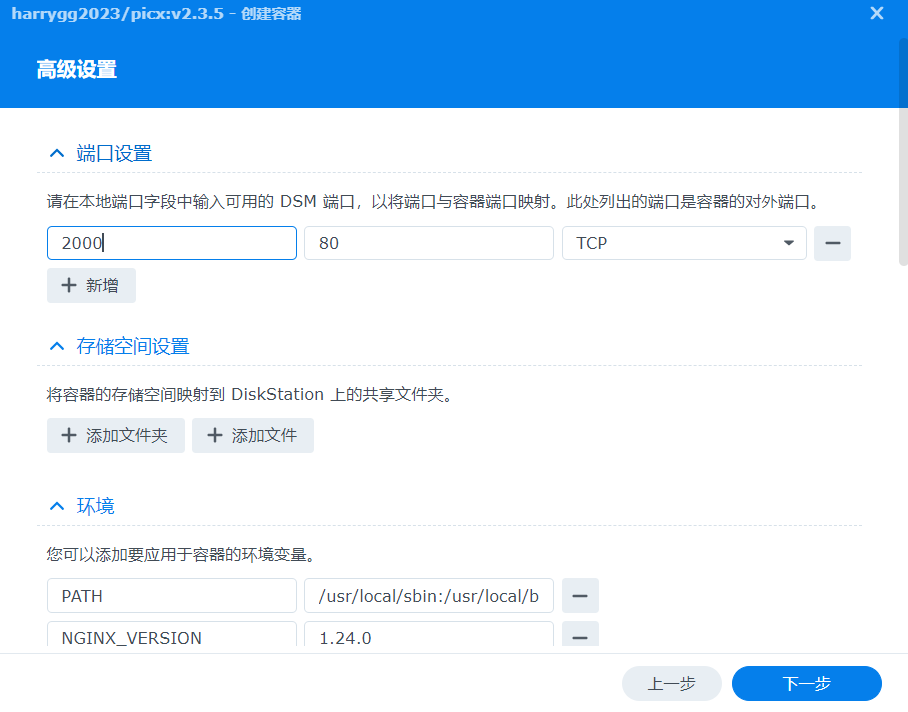 harrygg2023/picx:v2.3.5 - 创建容器
高级设置
端口设置
请在本地端口字段中输入可用的 DSM 端口，以将端口与容器端口映射。此处列出的端口是容器的对外端口。
2000 80 TCP
新增
存储空间设置
将容器的存储空间映射到 DiskStation 上的共享文件夹。
添加文件夹 添加文件
环境
您可以添加要应用于容器的环境变量。
PATH /usr/local/sbin:/usr/local/b
NGINX_VERSION 1.24.0
上一步 下一步